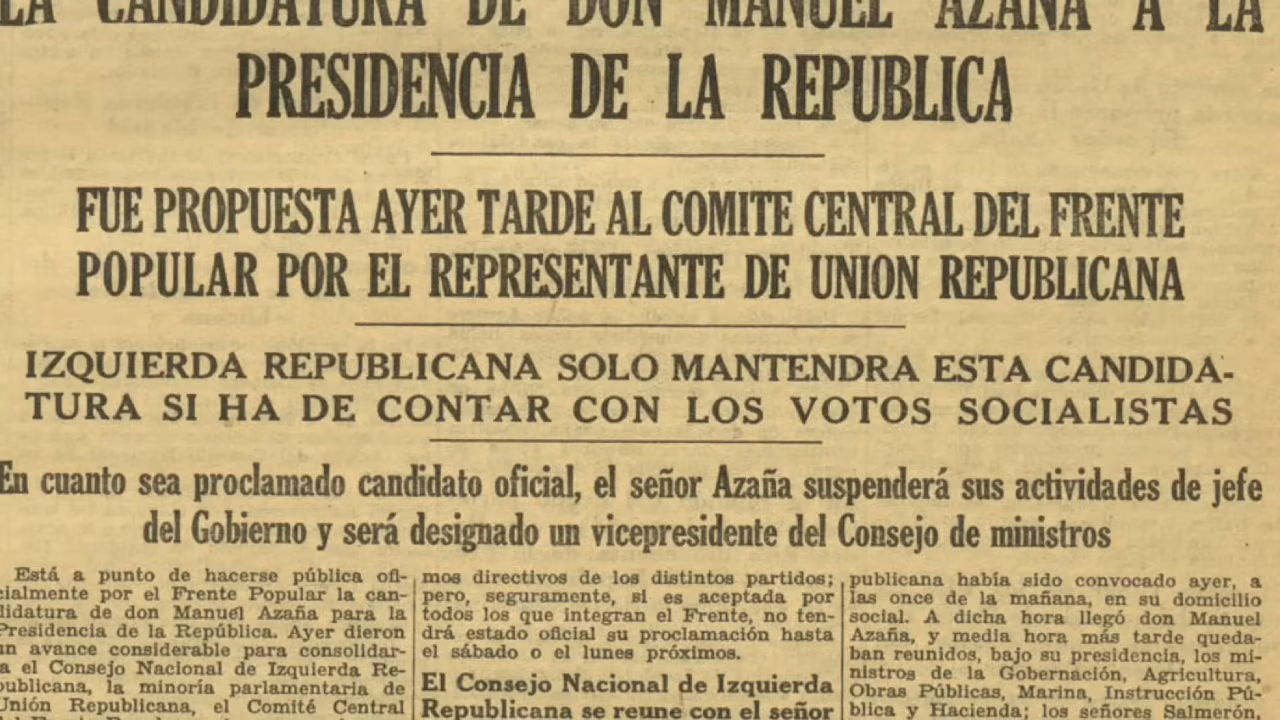 LA CANDIDATURA DE DON MANUEL AZAÑA A LA
PRESIDENCIA DE LA REPUBLICA
FUE PROPUESTA AYER TARDE AL COMITE CENTRAL DEL FRENTE
POPULAR POR EL REPRESENTANTE DE UNION REPUBLICANA
IZQUIERDA REPUBLICANA SOLO MANTENDRA ESTA CANDIDA-
TURA SI HA DE CONTAR CON LOS VOTOS SOCIALISTAS
En cuanto sea proclamado candidato oficial, el señor Azaña suspenderá sus actividades de jefe
del Gobierno y será designado un vicepresidente del Consejo de ministros
Está a punto de hacerse pública ofi-
cialmente por el Frente Popular la can-
didatura de don Manuel Azaña para la
Presidencia de la República. Ayer dieron
un avance considerable para consolidar-
la el Consejo Nacional de Izquierda Re-
publicana, la minoría parlamentaria de
Unión Republicana, el Comité Central
mos directivos de los distintos partidos;
pero, seguramente, si es aceptada por
todos los que integran el Frente, no ten-
drá estado oficial su proclamación hasta
el sábado o el lunes próximos.
El Consejo Nacional de Izquierda
Republicana se reune con el señor
publicana había sido convocado ayer, a
las once de la mañana, en su domicilio
social. A dicha hora llegó don Manuel
Azaña, y media hora más tarde queda-
ban reunidos, bajo su presidencia, los mi-
nistros de la Gobernación, Agricultura,
Obras Públicas, Marina, Instrucción Pú-
blica y Hacienda; los señores Salmerón,